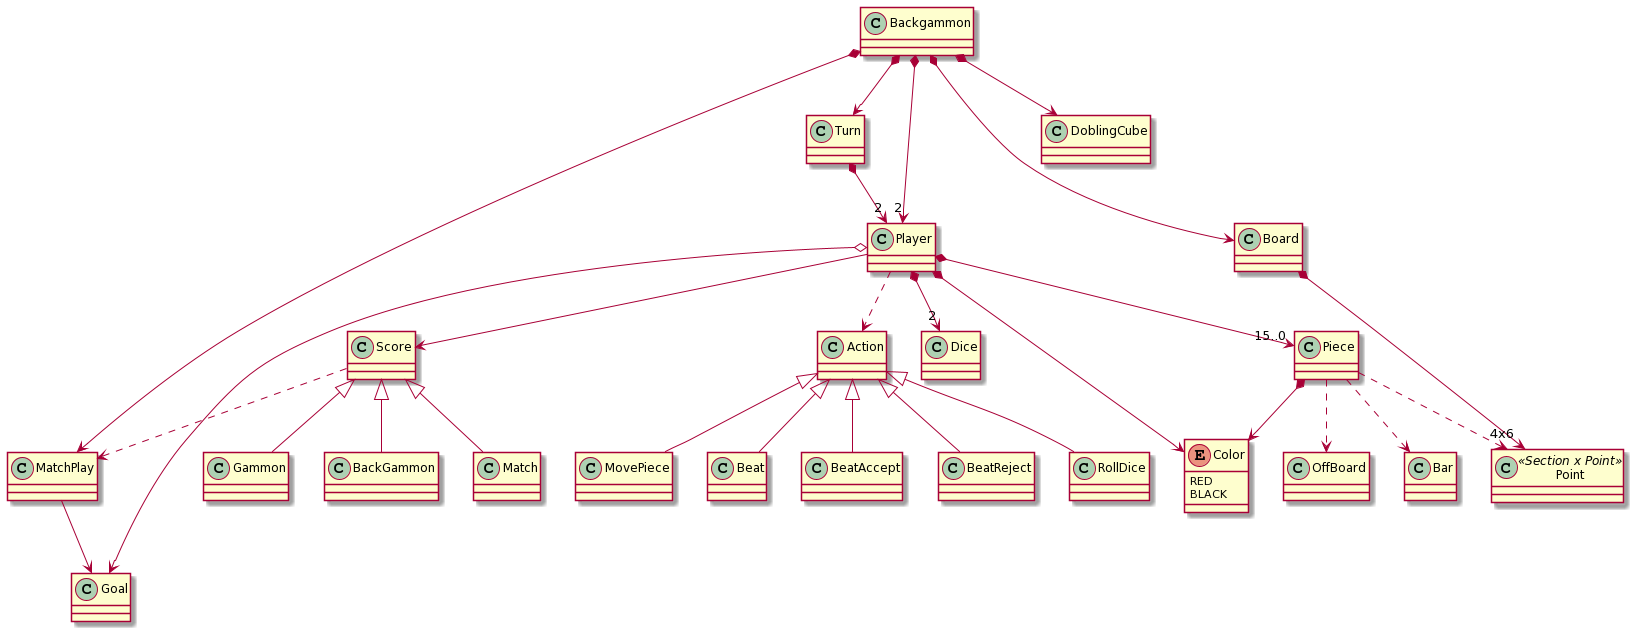 C Backgammon
C Turn
C DoblingCube
2
2
C Player
C Board
2
15..0
C Score
C Action
C Dice
C Piece
4x6
C MatchPlay
C Gammon
C BackGammon
C Match
C MovePiece
C Beat
C BeatAccept
C BeatReject
C RollDice
E Color
RED
BLACK
C OffBoard
C Bar
C «Section x Point»
Point
C Goal